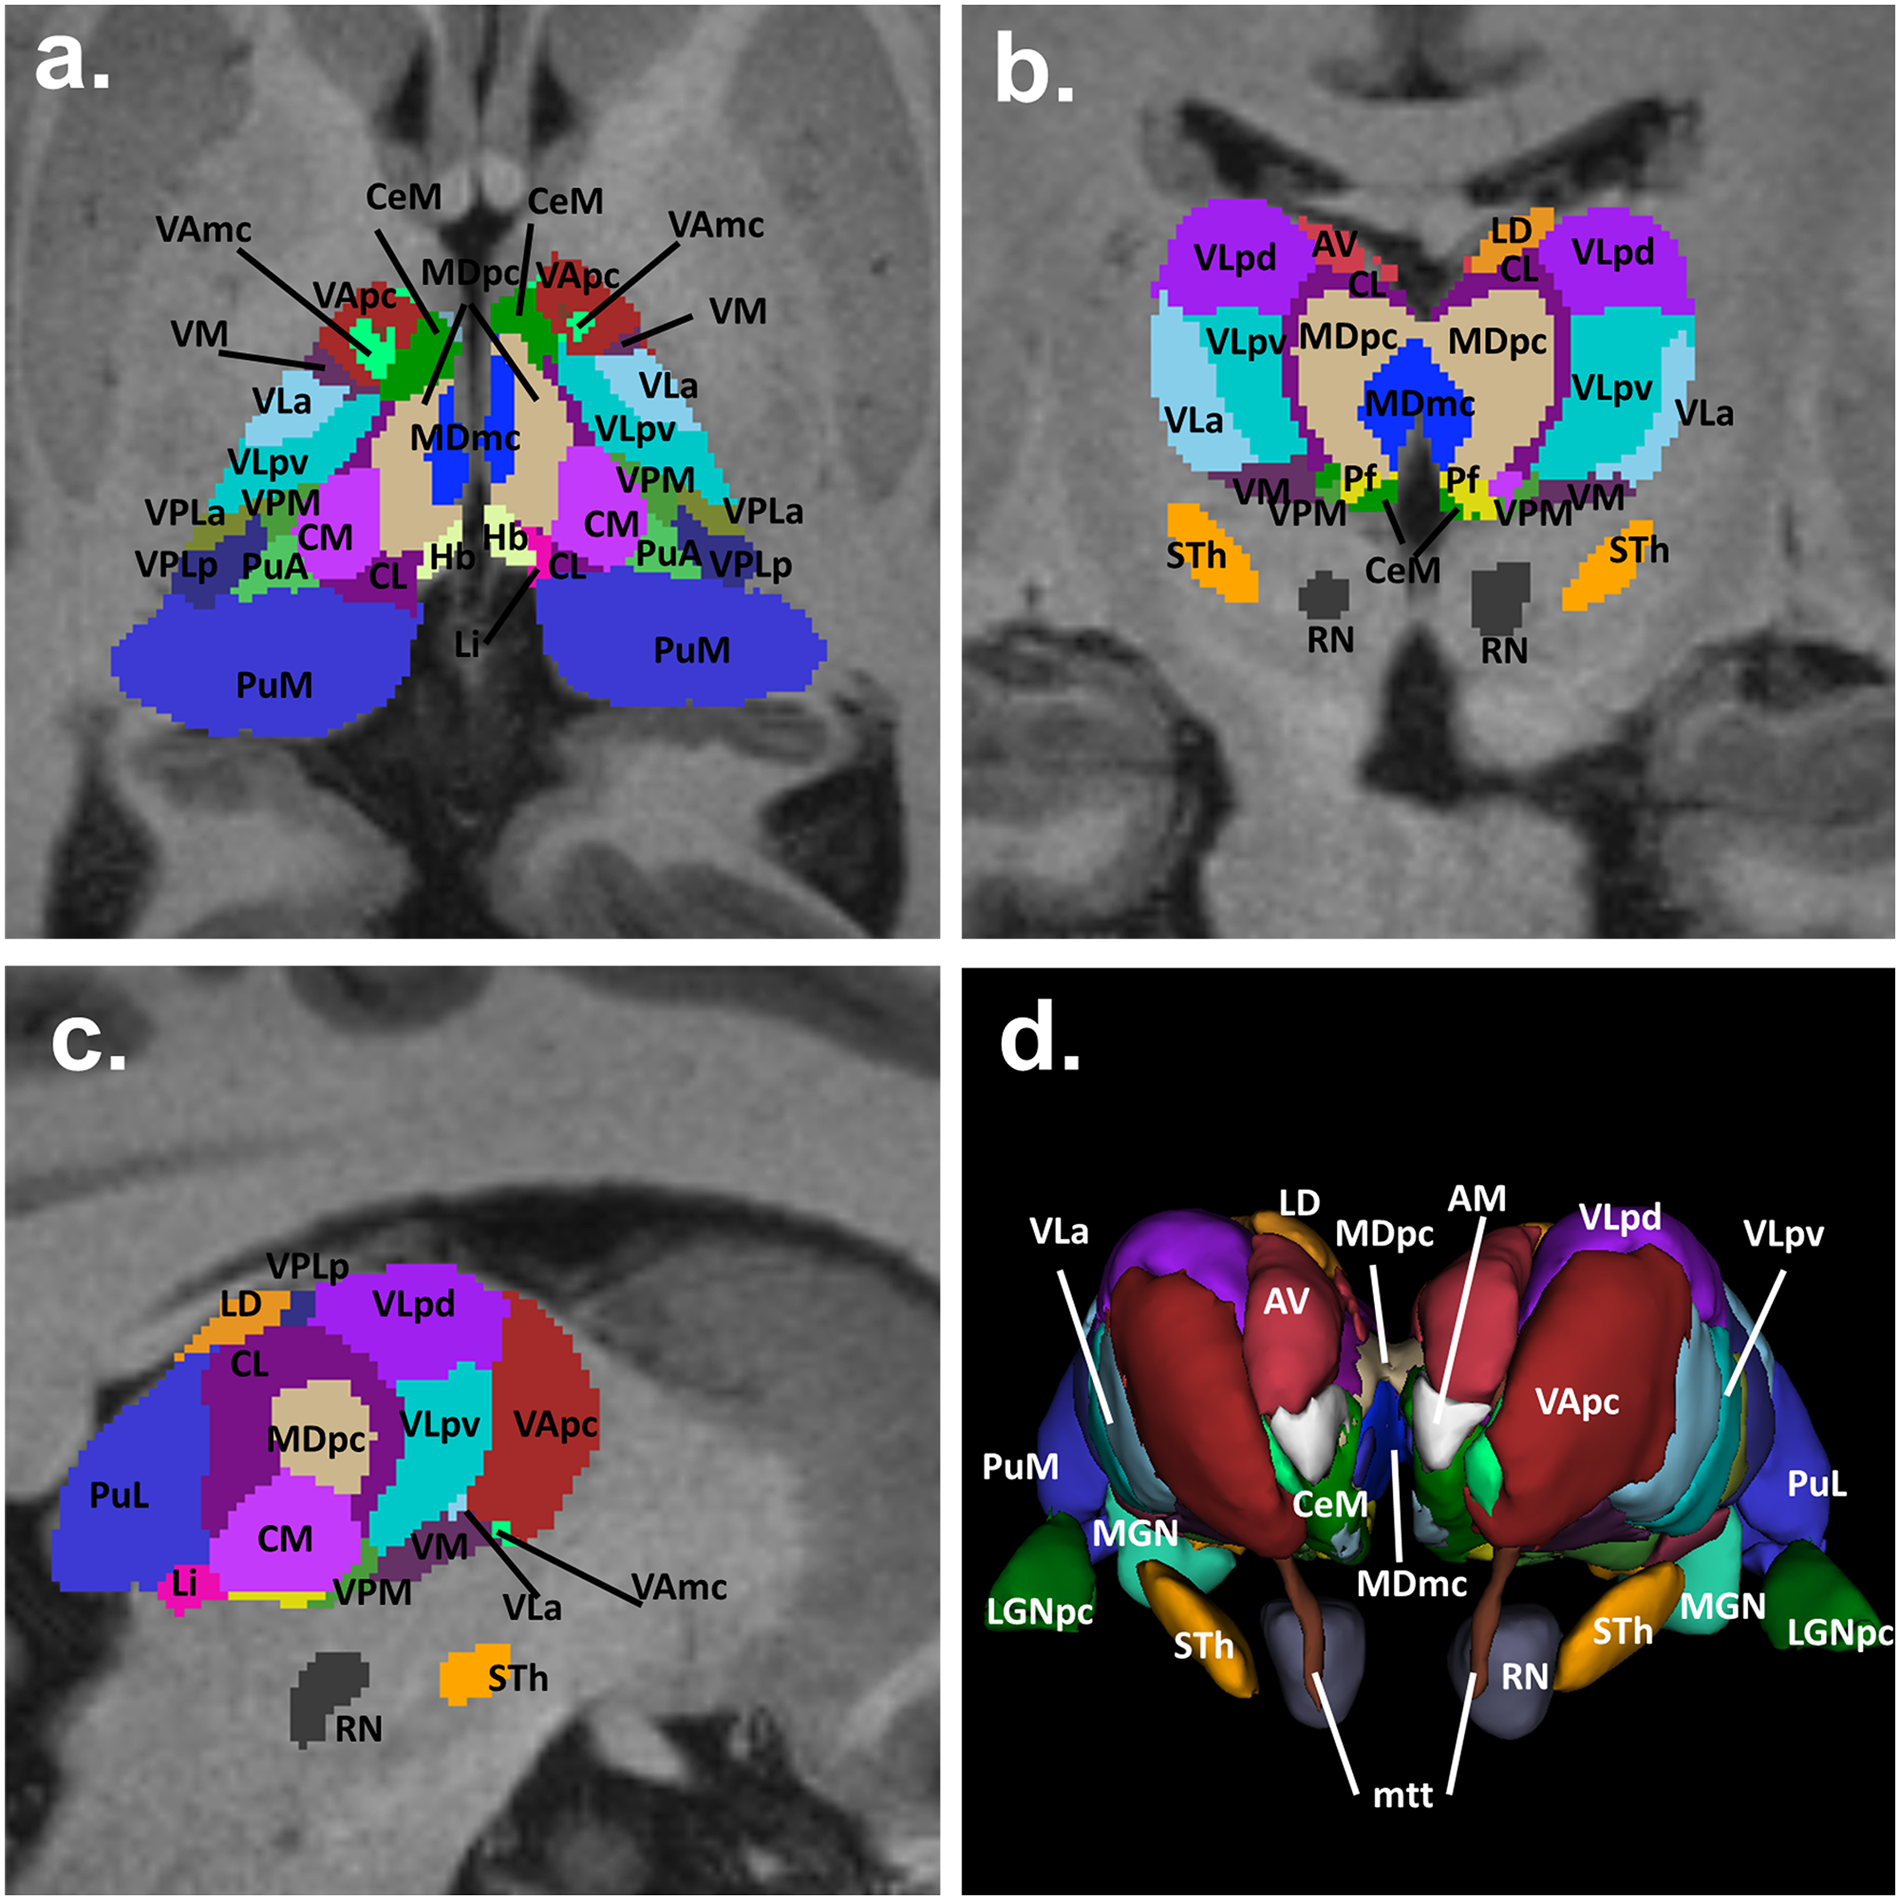 a.
CeM CeM
VAmc VAmc
MDpc
VApc VApc
VM VM
VLa VLa
MDmc VLpv
VLpv
VPM VPM
VPLa VPLa
CM CM
Hb Hb
VPLp PuA CL CL PuA VPLp
Li
PuM PuM
b.
LD
VLpd AV VLpd
CL CL
VLpv MDpc MDpc
VLpv
MDmc
VLa VLa
Pf Pf
VM VM
VPM VPM
STh STh
CeM
RN RN
c.
VPLp
LD VLpd
CL
MDpc VLpv VApc
PuL
CM VM
Li VPM VAmc
VLa
STh
RN
d.
LD AM
VLa MDpc VLpd VLpv
AV
VApc
PuM PuL
CeM
MGN
MDmc
LGNpc MGN LGNpc
STh STh
RN
mtt